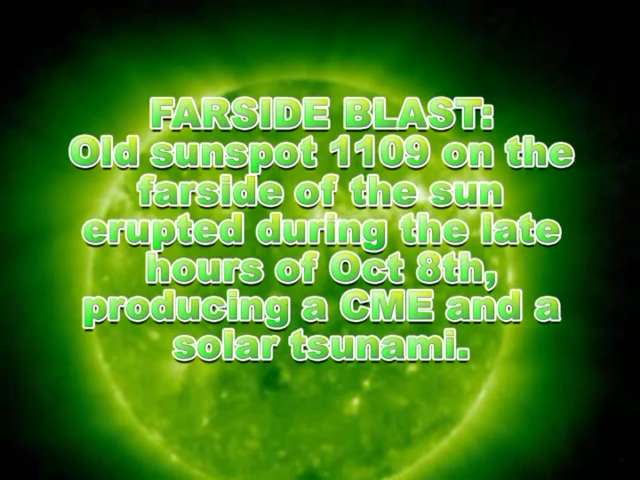 FARSIDE BLAST:
Old sunspot 1109 on the
farside of the sun
erupted during the late
hours of Oct 8th,
producing a CME and a
solar tsunami.